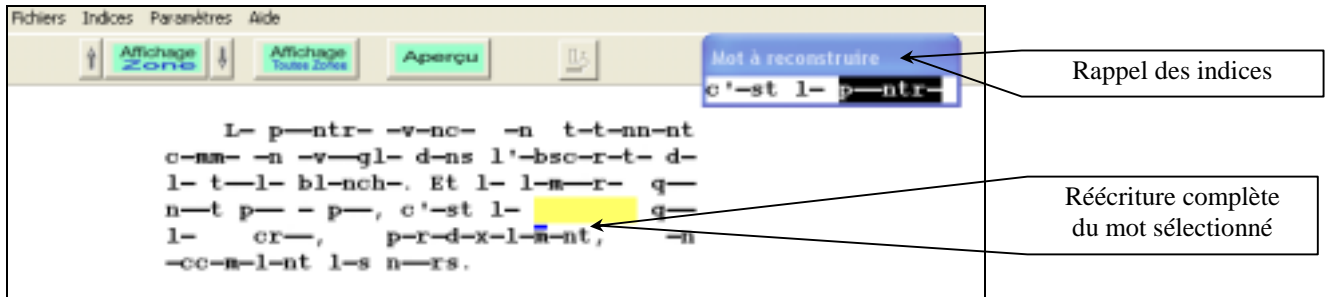 Fichiers Indices Paramètres Aide
Affichage Zone
Affichage Toutes Zones
Aperçu
Mot à reconstruire
c'-st l- p--ntr-
Rappel des indices
L- p--ntr- -v-nc- -n t-t-nn-nt
c-mm- -n -v--gl- d-ns l'-bsc-r-t- d-
l- t--l- bl-nch-. Et l- l-m--r- q--
n--t p-- - p--, c'-st l- q--
l- cr--, p-r-d-x-l-m-nt, -n
-cc-m-l-nt l-s n--rs.
Réécriture complète
du mot sélectionné